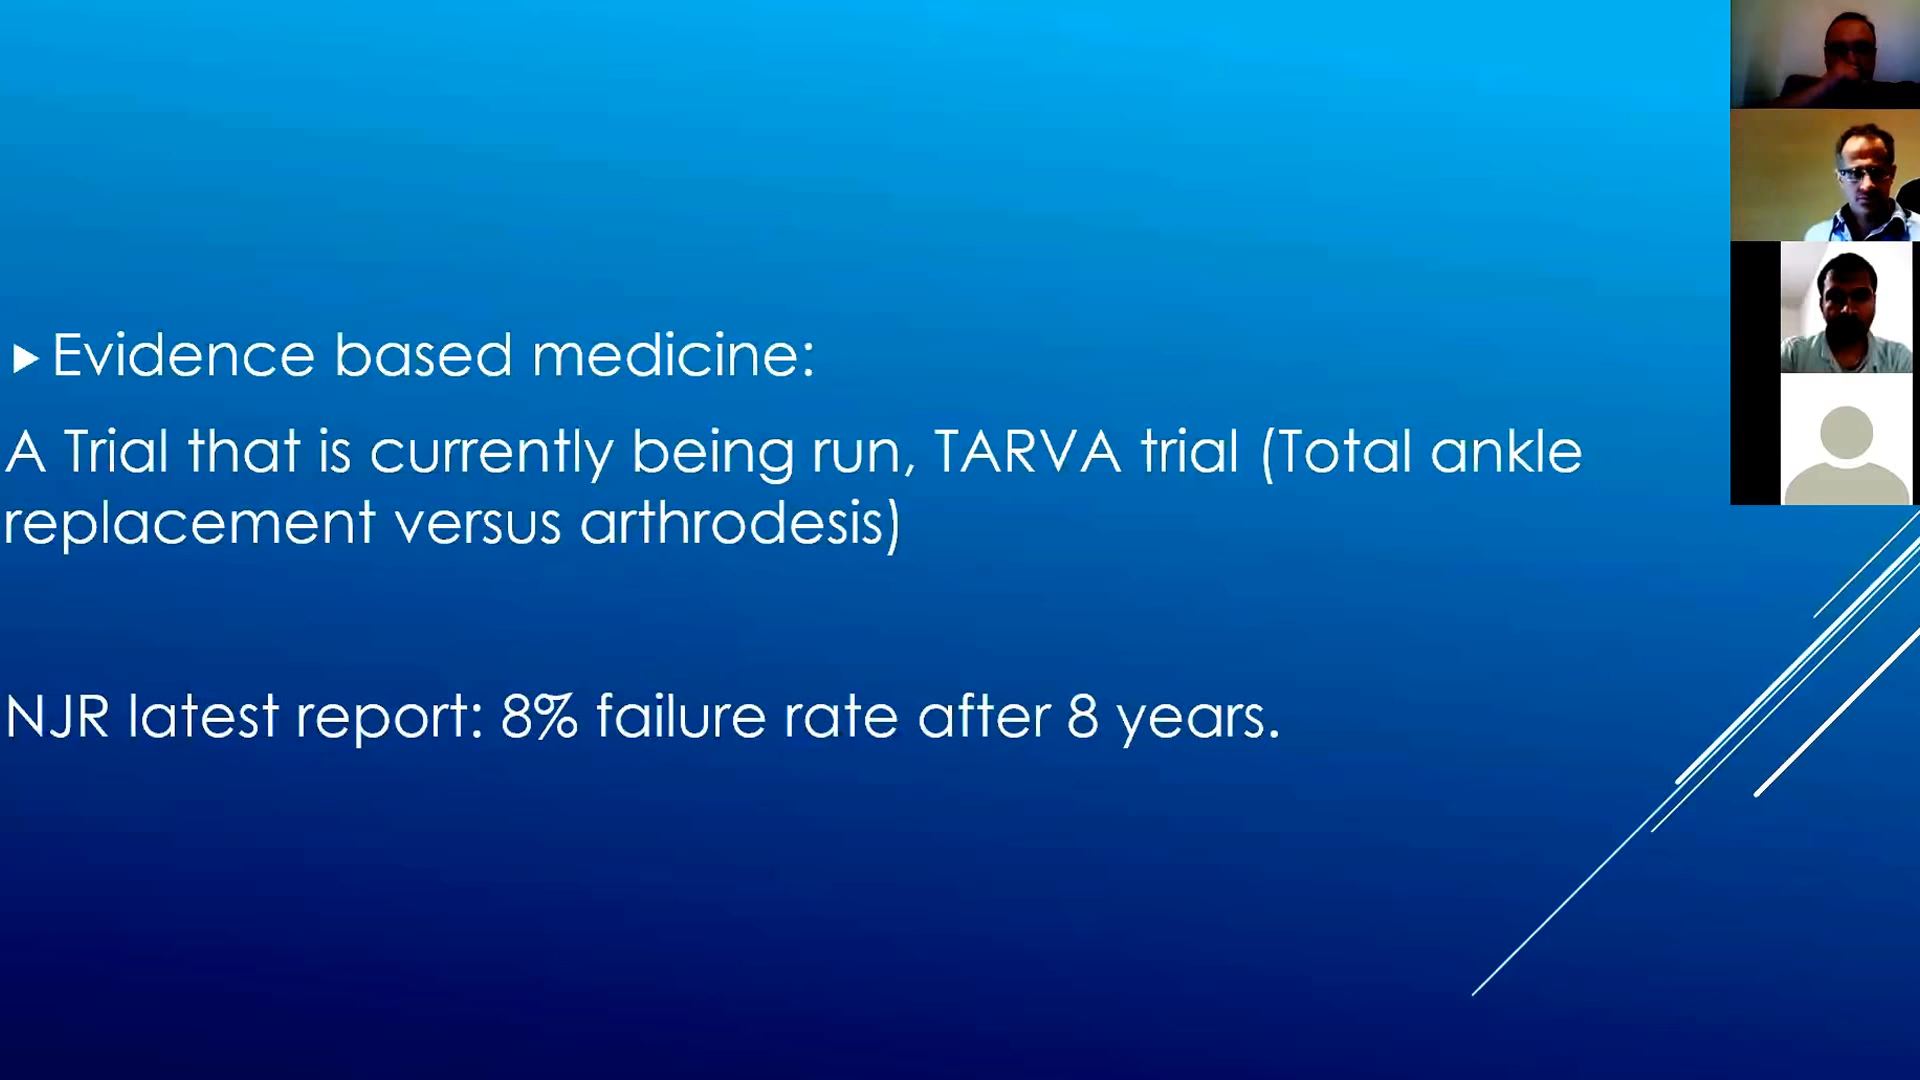 Evidence based medicine:
A Trial that is currently being run, TARVA trial (Total ankle
replacement versus arthrodesis)
NJR latest report: 8% failure rate after 8 years.